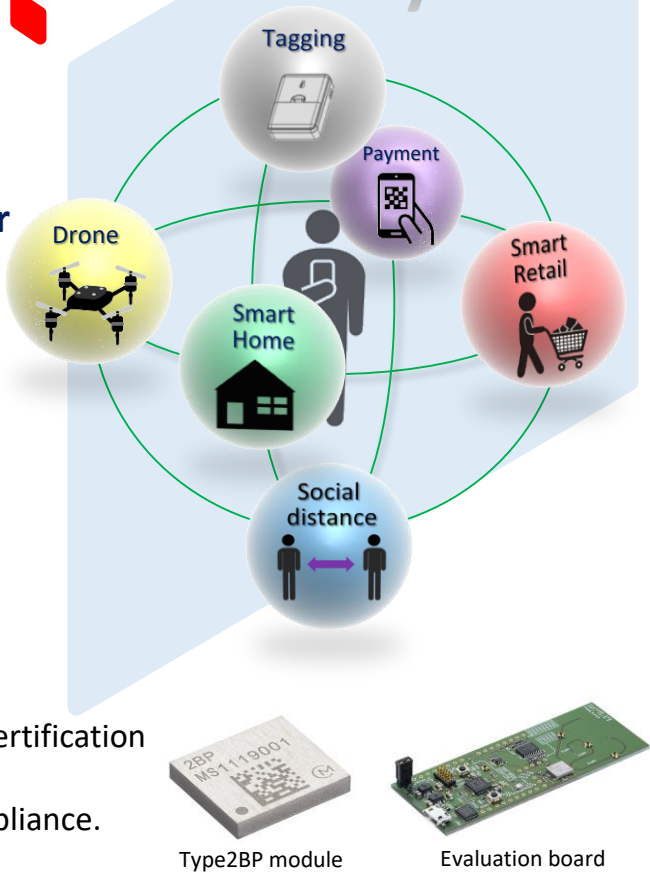 Tagging
Payment
Drone
Smart
Retail
Smart
Home
Social
distance
ertification
pliance.
2BP
MS1119001
Type2BP module
Evaluation board